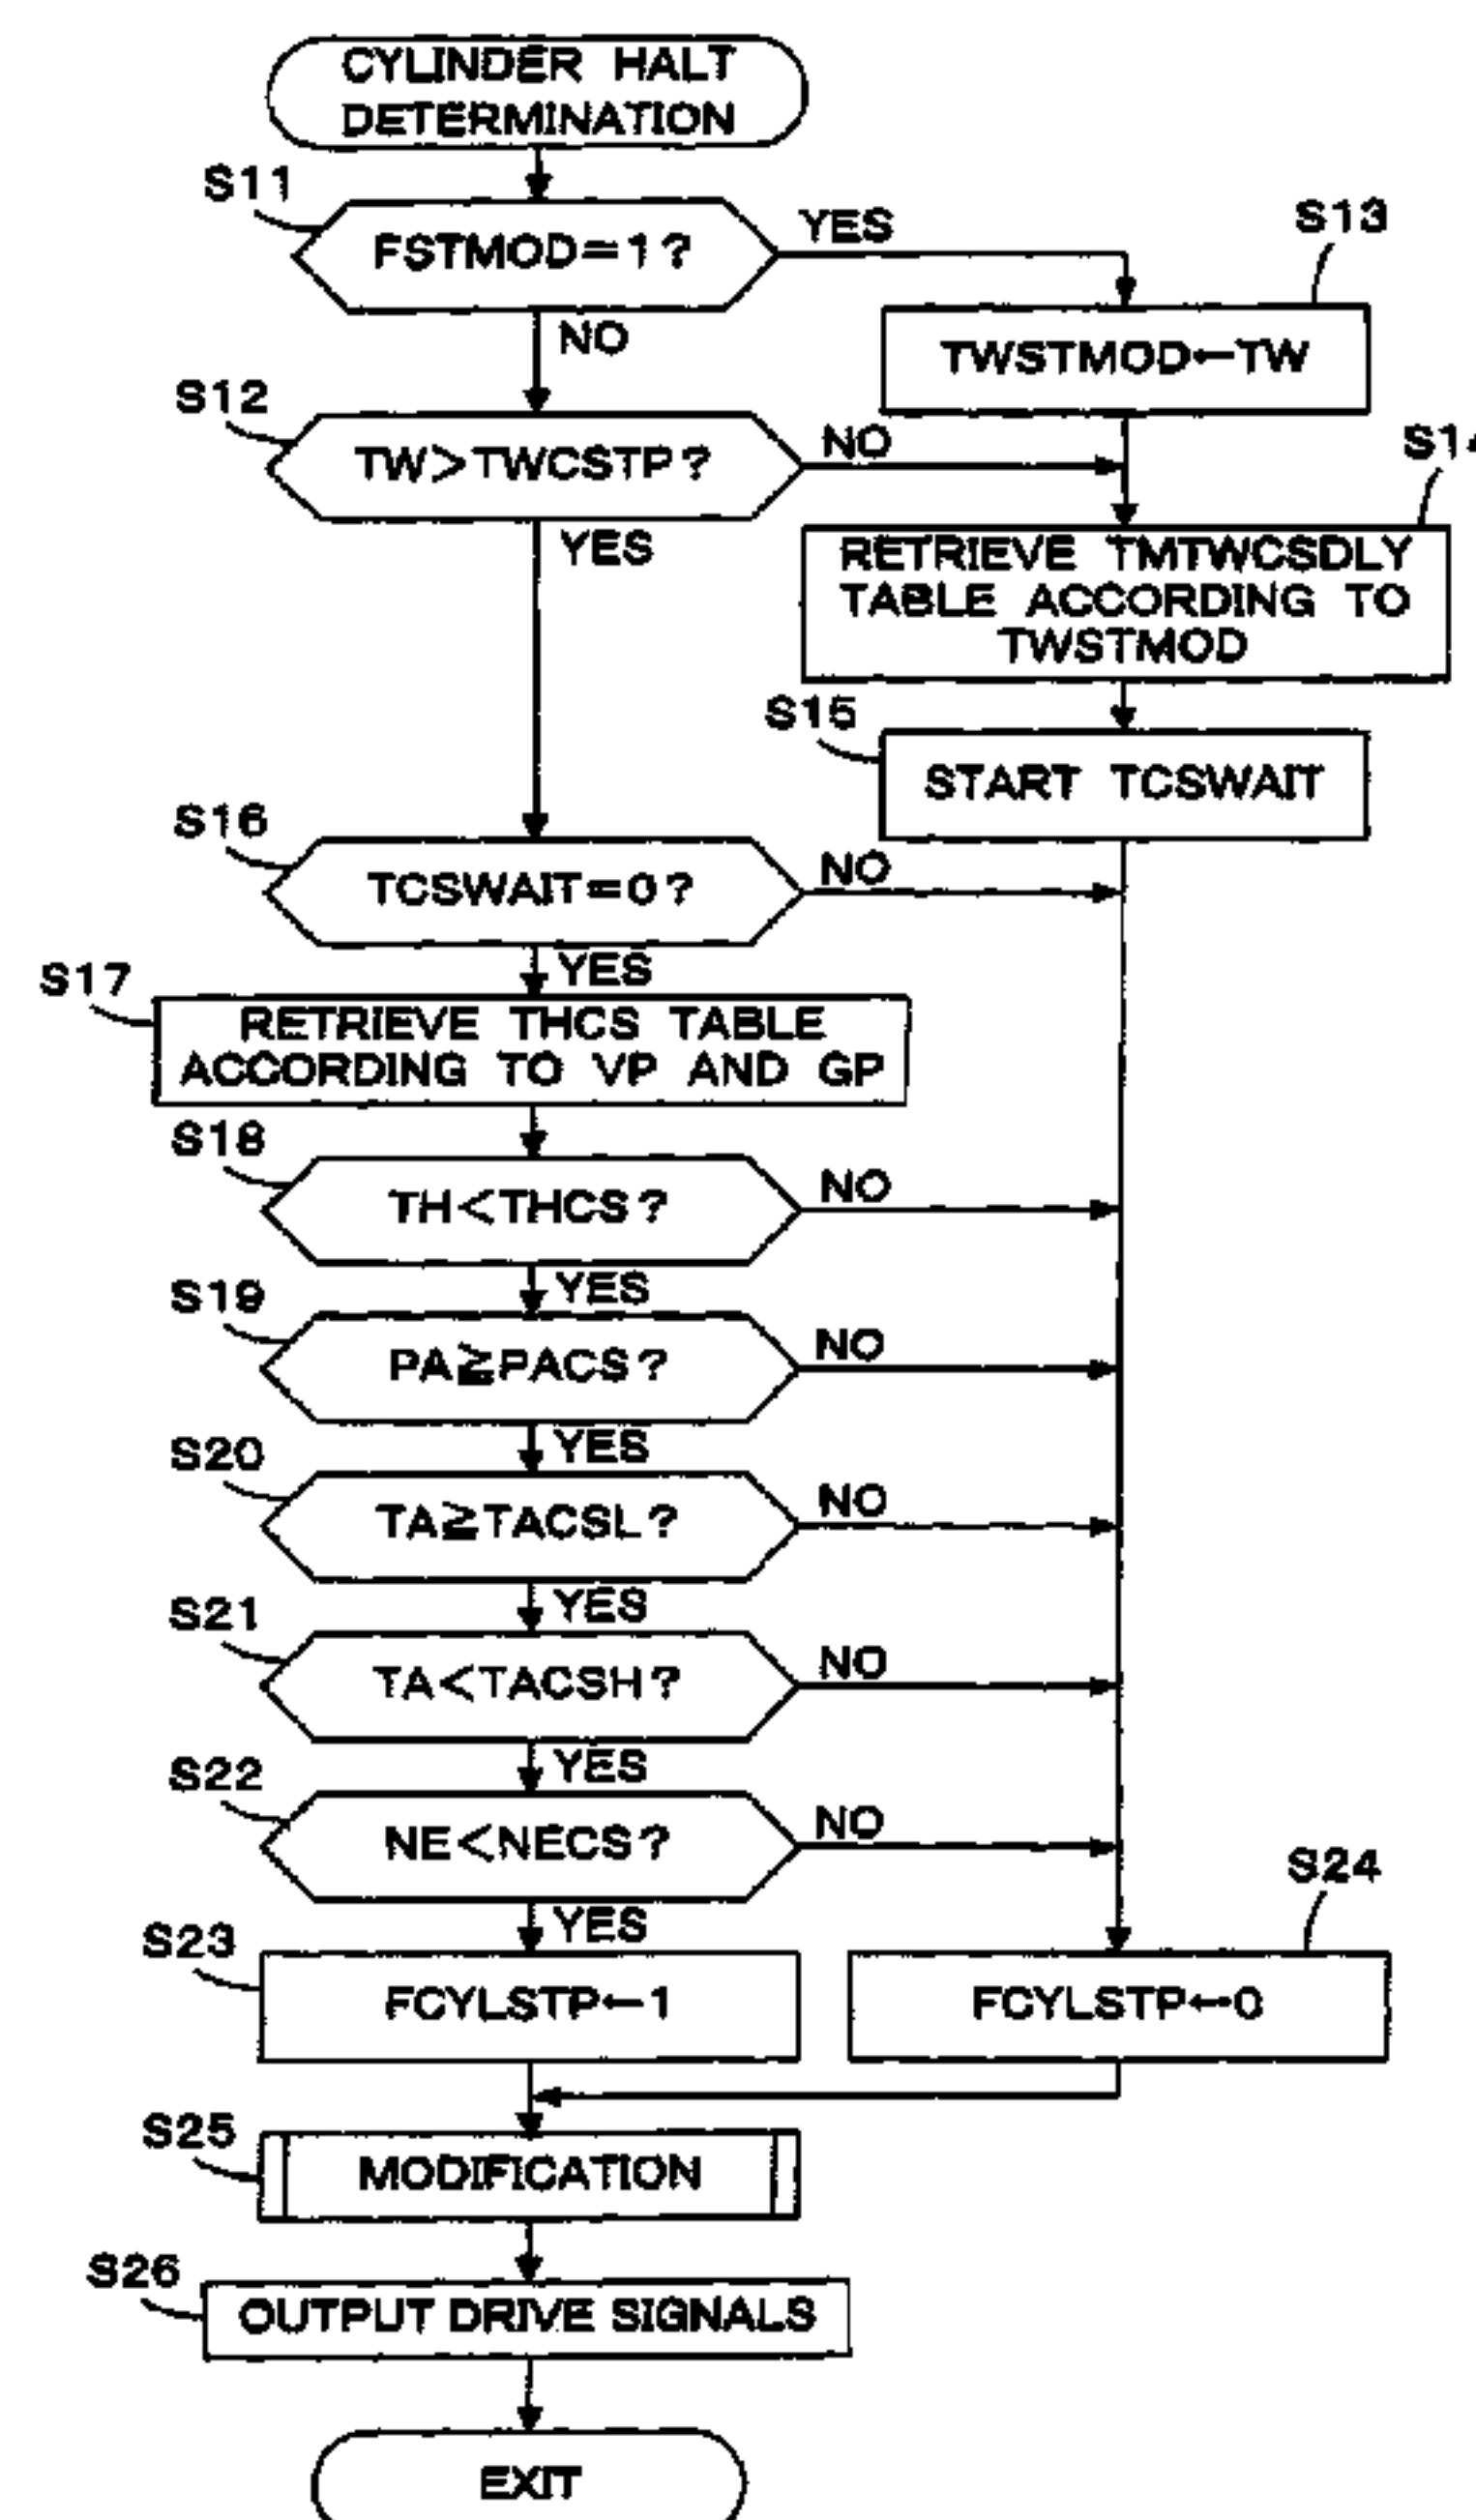 CYLINDER HALT
DETERMINATION
S11
FSTMOD=1?
YES
S13
TWSTMOD←TW
NO
S12
TW>TWCSTP?
NO
YES
RETRIEVE TMTWCSDLY
TABLE ACCORDING TO
TWSTMOD
S15
START TCSWAIT
S16
TCSWAIT=0?
NO
YES
S17
RETRIEVE THCS TABLE
ACCORDING TO VP AND GP
S18
TH<THCS?
NO
YES
S19
PA≧PACS?
NO
YES
S20
TA≧TACSL?
NO
YES
S21
TA<TACSH?
NO
YES
S22
NE<NECS?
NO
YES
S23
FCYLSTP←1
S24
FCYLSTP←0
S25
MODIFICATION
S26
OUTPUT DRIVE SIGNALS
EXIT